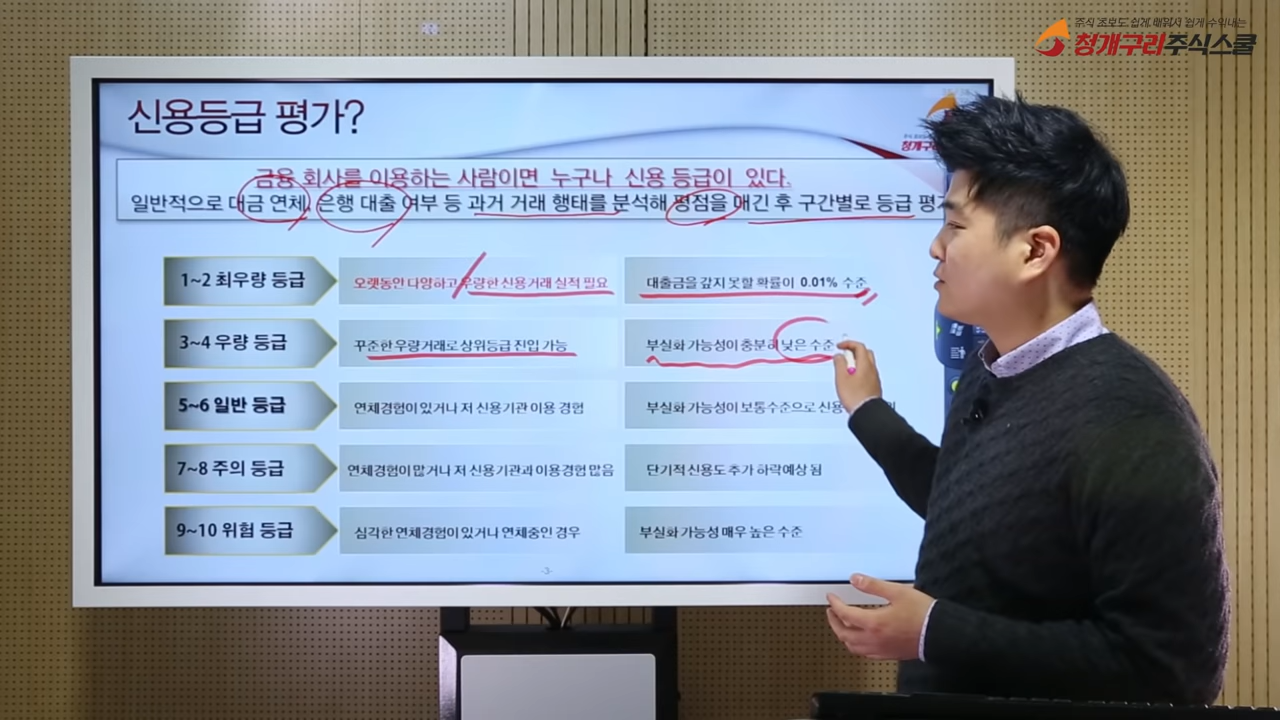 주식 초보도 쉽게 배워서 쉽게 수익내는
청개구리주식스쿨
신용등급 평가?
청개구
금융 회사를 이용하는 사람이면 누구나 신용 등급이 있다.
일반적으로 대금 연체, 은행 대출 여부 등 과거 거래 행태를 분석해 평점을 매긴 후 구간별로 등급
1~2 최우량 등급 오랫동안 다양하고 우량한 신용거래 실적 필요 대출금을 갚지 못할 확률이 0.01% 수준
3~4 우량 등급 꾸준한 우량거래로 상위등급 진입 가능 부실화 가능성이 충분히 낮은 수준
5~6 일반 등급 연체경험이 있거나 저 신용기관 이용 경험 부실화 가능성이 보통수준으로
7~8 주의 등급 연체경험이 많거나 저 신용기관과 이용경험 많음 단기적 신용도 추가 하락예상 됨
9~10 위험 등급 심각한 연체경험이 있거나 연체중인 경우 부실화 가능성 매우 높은 수준
-3-